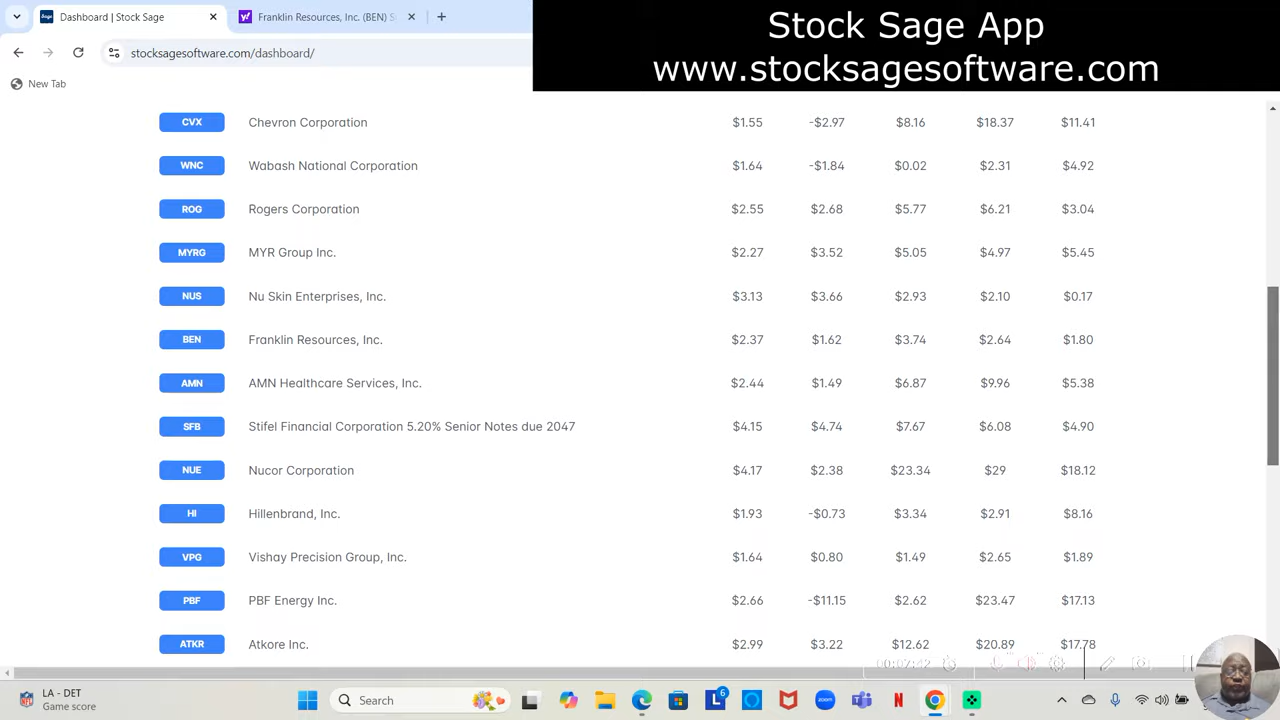 Dashboard | Stock Sage
Franklin Resources, Inc. (BEN) S
Stock Sage App
www.stocksagesoftware.com
stocksagesoftware.com/dashboard/
New Tab
CVX Chevron Corporation $1.55 -$2.97 $8.16 $18.37 $11.41
WNC Wabash National Corporation $1.64 -$1.84 $0.02 $2.31 $4.92
ROG Rogers Corporation $2.55 $2.68 $5.77 $6.21 $3.04
MYRG MYR Group Inc. $2.27 $3.52 $5.05 $4.97 $5.45
NUS Nu Skin Enterprises, Inc. $3.13 $3.66 $2.93 $2.10 $0.17
BEN Franklin Resources, Inc. $2.37 $1.62 $3.74 $2.64 $1.80
AMN AMN Healthcare Services, Inc. $2.44 $1.49 $6.87 $9.96 $5.38
SFB Stifel Financial Corporation 5.20% Senior Notes due 2047 $4.15 $4.74 $7.67 $6.08 $4.90
NUE Nucor Corporation $4.17 $2.38 $23.34 $29 $18.12
HI Hillenbrand, Inc. $1.93 -$0.73 $3.34 $2.91 $8.16
VPG Vishay Precision Group, Inc. $1.64 $0.80 $1.49 $2.65 $1.89
PBF PBF Energy Inc. $2.66 -$11.15 $2.62 $23.47 $17.13
ATKR Atkore Inc. $2.99 $3.22 $12.62 $20.89 $17.78
LA - DET
Game score
Search